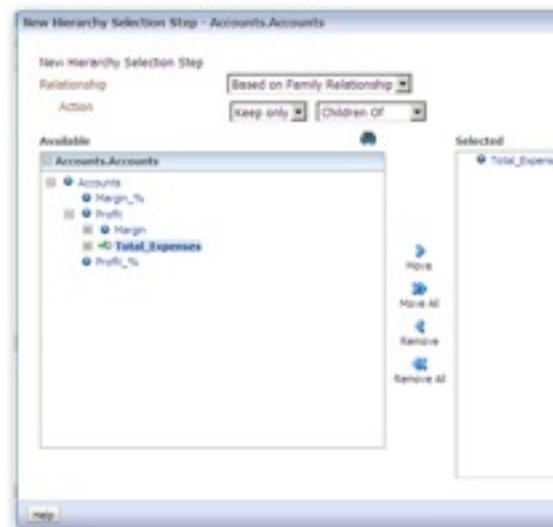 New Hierarchy Selection Step - Accounts.Accounts
New Hierarchy Selection Step
Relationship
Based on Family Relationship
Action
Keep only
Children Of
Available
Selected
Accounts.Accounts
Total_Expens
Accounts
Margin_%
Profit
Margin
Total_Expenses
Profit_%
Move
Move All
Remove
Remove All
Help